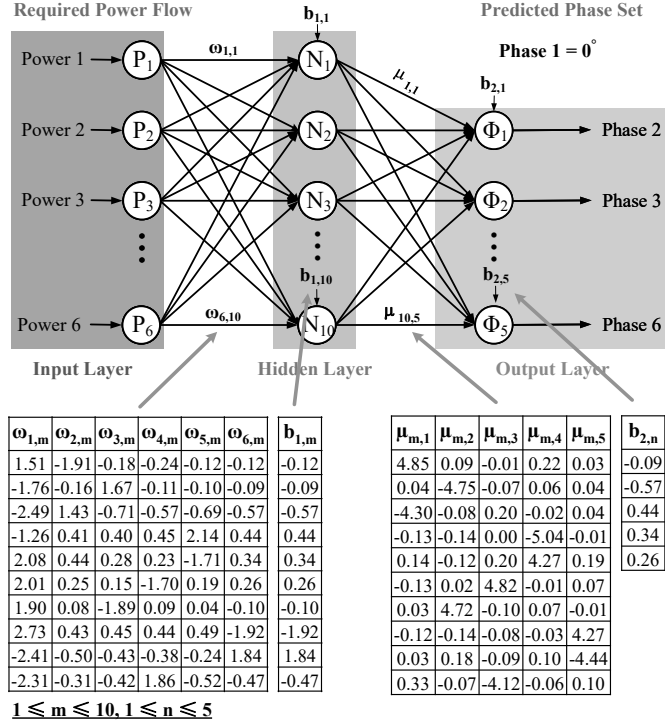 Required Power Flow
Predicted Phase Set
b1,1
Phase 1 = 0°
Power 1 P1 ω1,1 N1
μ1,1
b2,1
Power 2 P2 N2 Φ1 Phase 2
Power 3 P3 N3 Φ2 Phase 3
b1,10 b2,5
Power 6 P6 ω6,10 N10 μ10,5 Φ5 Phase 6
Input Layer Hidden Layer Output Layer
ω1,m ω2,m ω3,m ω4,m ω5,m ω6,m b1,m
1.51 -1.91 -0.18 -0.24 -0.12 -0.12 -0.12
-1.76 -0.16 1.67 -0.11 -0.10 -0.09 -0.09
-2.49 1.43 -0.71 -0.57 -0.69 -0.57 -0.57
-1.26 0.41 0.40 0.45 2.14 0.44 0.44
2.08 0.44 0.28 0.23 -1.71 0.34 0.34
2.01 0.25 0.15 -1.70 0.19 0.26 0.26
1.90 0.08 -1.89 0.09 0.04 -0.10 -0.10
2.73 0.43 0.45 0.44 0.49 -1.92 -1.92
-2.41 -0.50 -0.43 -0.38 -0.24 1.84 1.84
-2.31 -0.31 -0.42 1.86 -0.52 -0.47 -0.47
μm,1 μm,2 μm,3 μm,4 μm,5 b2,n
4.85 0.09 -0.01 0.22 0.03 -0.09
0.04 -4.75 -0.07 0.06 0.04 -0.57
-4.30 -0.08 0.20 -0.02 0.04 0.44
-0.13 -0.14 0.00 -5.04 -0.01 0.34
0.14 -0.12 0.20 4.27 0.19 0.26
-0.13 0.02 4.82 -0.01 0.07
0.03 4.72 -0.10 0.07 -0.01
-0.12 -0.14 -0.08 -0.03 4.27
0.03 0.18 -0.09 0.10 -4.44
0.33 -0.07 -4.12 -0.06 0.10
1 ⩽ m ⩽ 10, 1 ⩽ n ⩽ 5